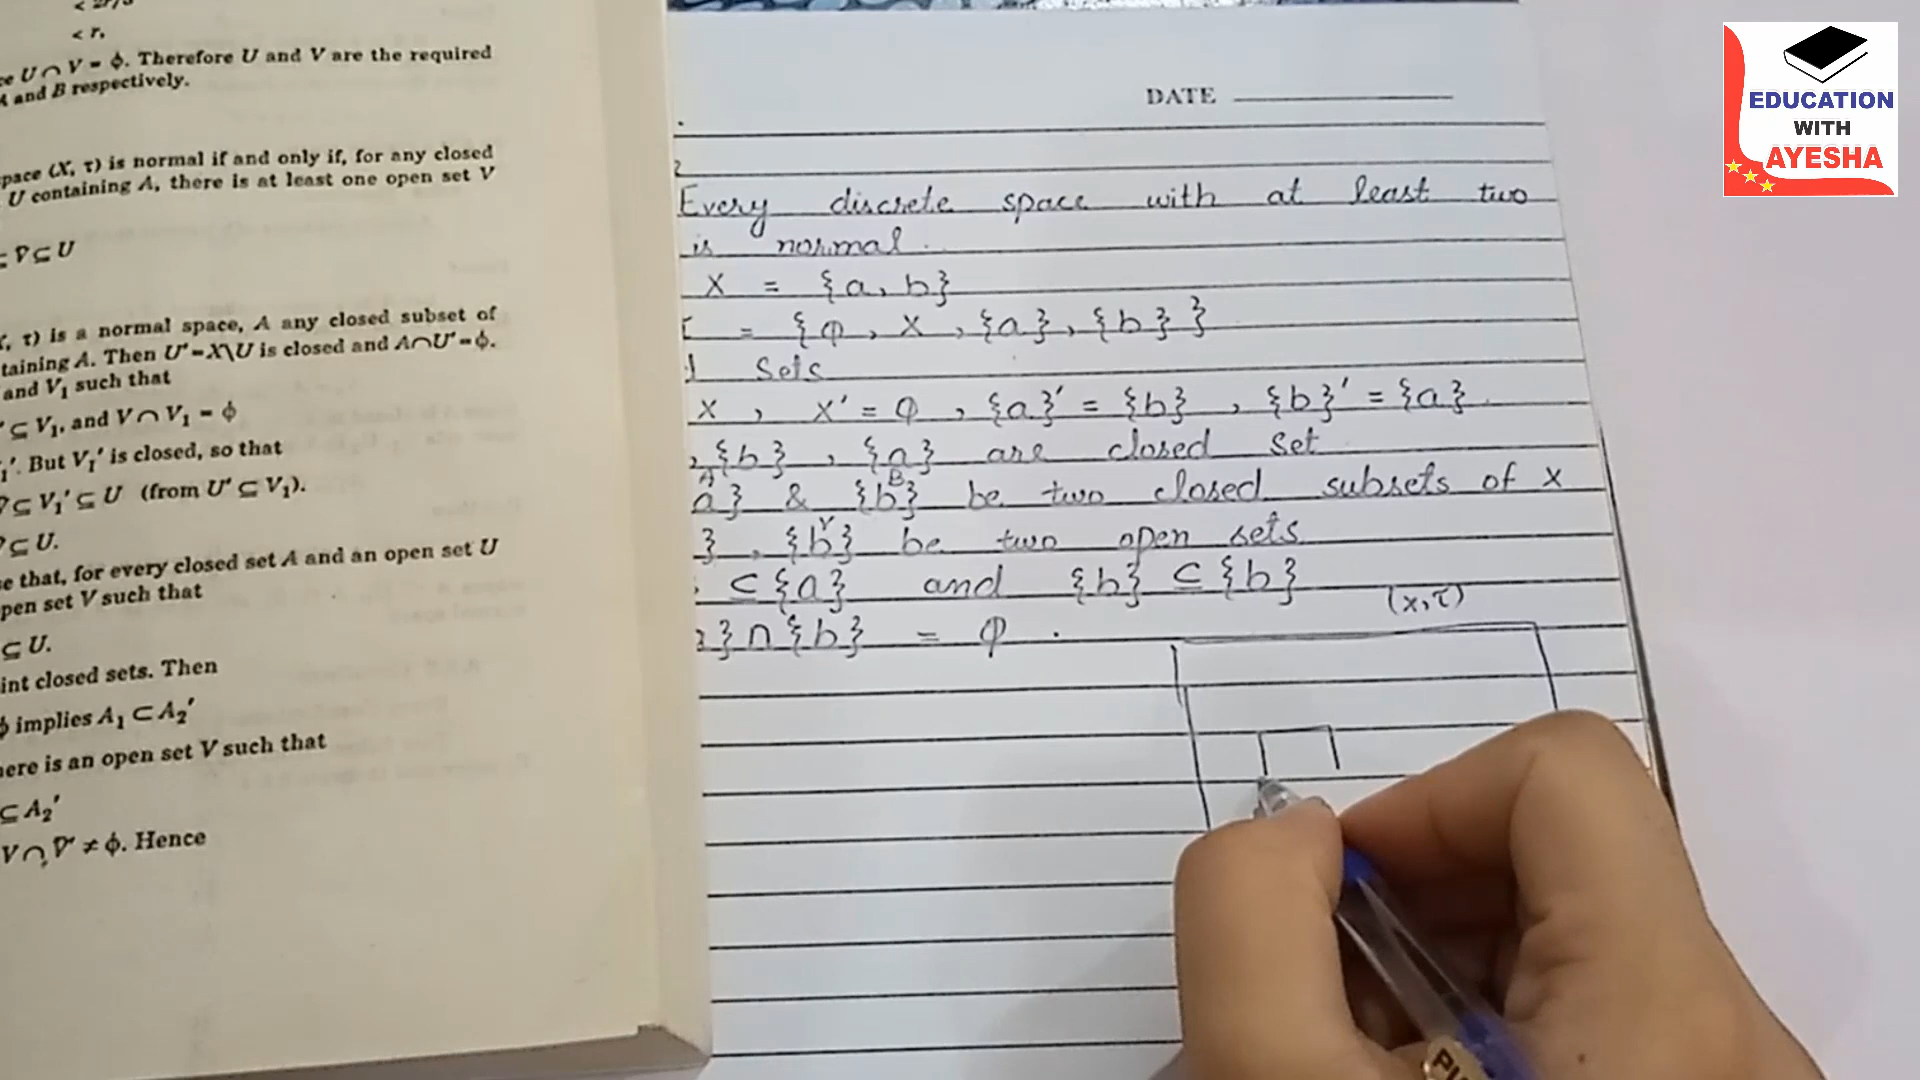 < r.
U ∩ V = ϕ. Therefore U and V are the required
A and B respectively.
space (X, τ) is normal if and only if, for any closed
U containing A, there is at least one open set V
⊆ V̄ ⊆ U
τ) is a normal space, A any closed subset of
taining A. Then U′ = X\U is closed and A∩U′ = ϕ.
and V₁ such that
′ ⊆ V₁, and V ∩ V₁ = ϕ
₁′. But V₁′ is closed, so that
V̄ ⊆ V₁′ ⊆ U (from U′ ⊆ V₁).
⊆ U.
se that, for every closed set A and an open set U
open set V such that
⊆ U.
int closed sets. Then
ϕ implies A₁ ⊂ A₂′
here is an open set V such that
⊂ A₂′
V ∩ V̄′ ≠ ϕ. Hence
DATE
Every discrete space with at least two
is normal.
X = {a, b}
= {φ, X, {a}, {b} }
Sets
X, X′ = φ, {a}′ = {b}, {b}′ = {a}.
{b}, {a} are closed set
A B
a} & {b} be two closed subsets of X
V
}, {b} be two open sets
⊆ {a} and {b} ⊆ {b}
(X, τ)
} ∩ {b} = φ.
EDUCATION
WITH
AYESHA